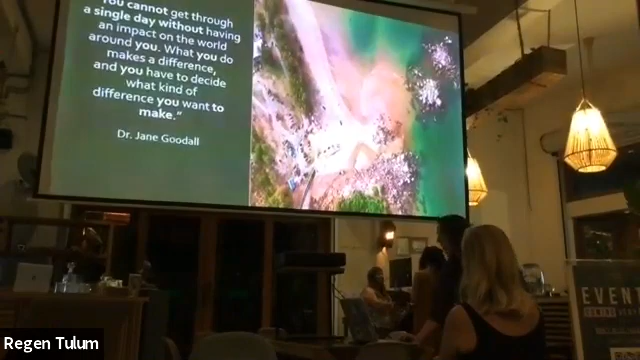 "You cannot get through
a single day without having
an impact on the world
around you. What you do
makes a difference,
and you have to decide
what kind of
difference you want to
make."
Dr. Jane Goodall
EVENT
Regen Tulum